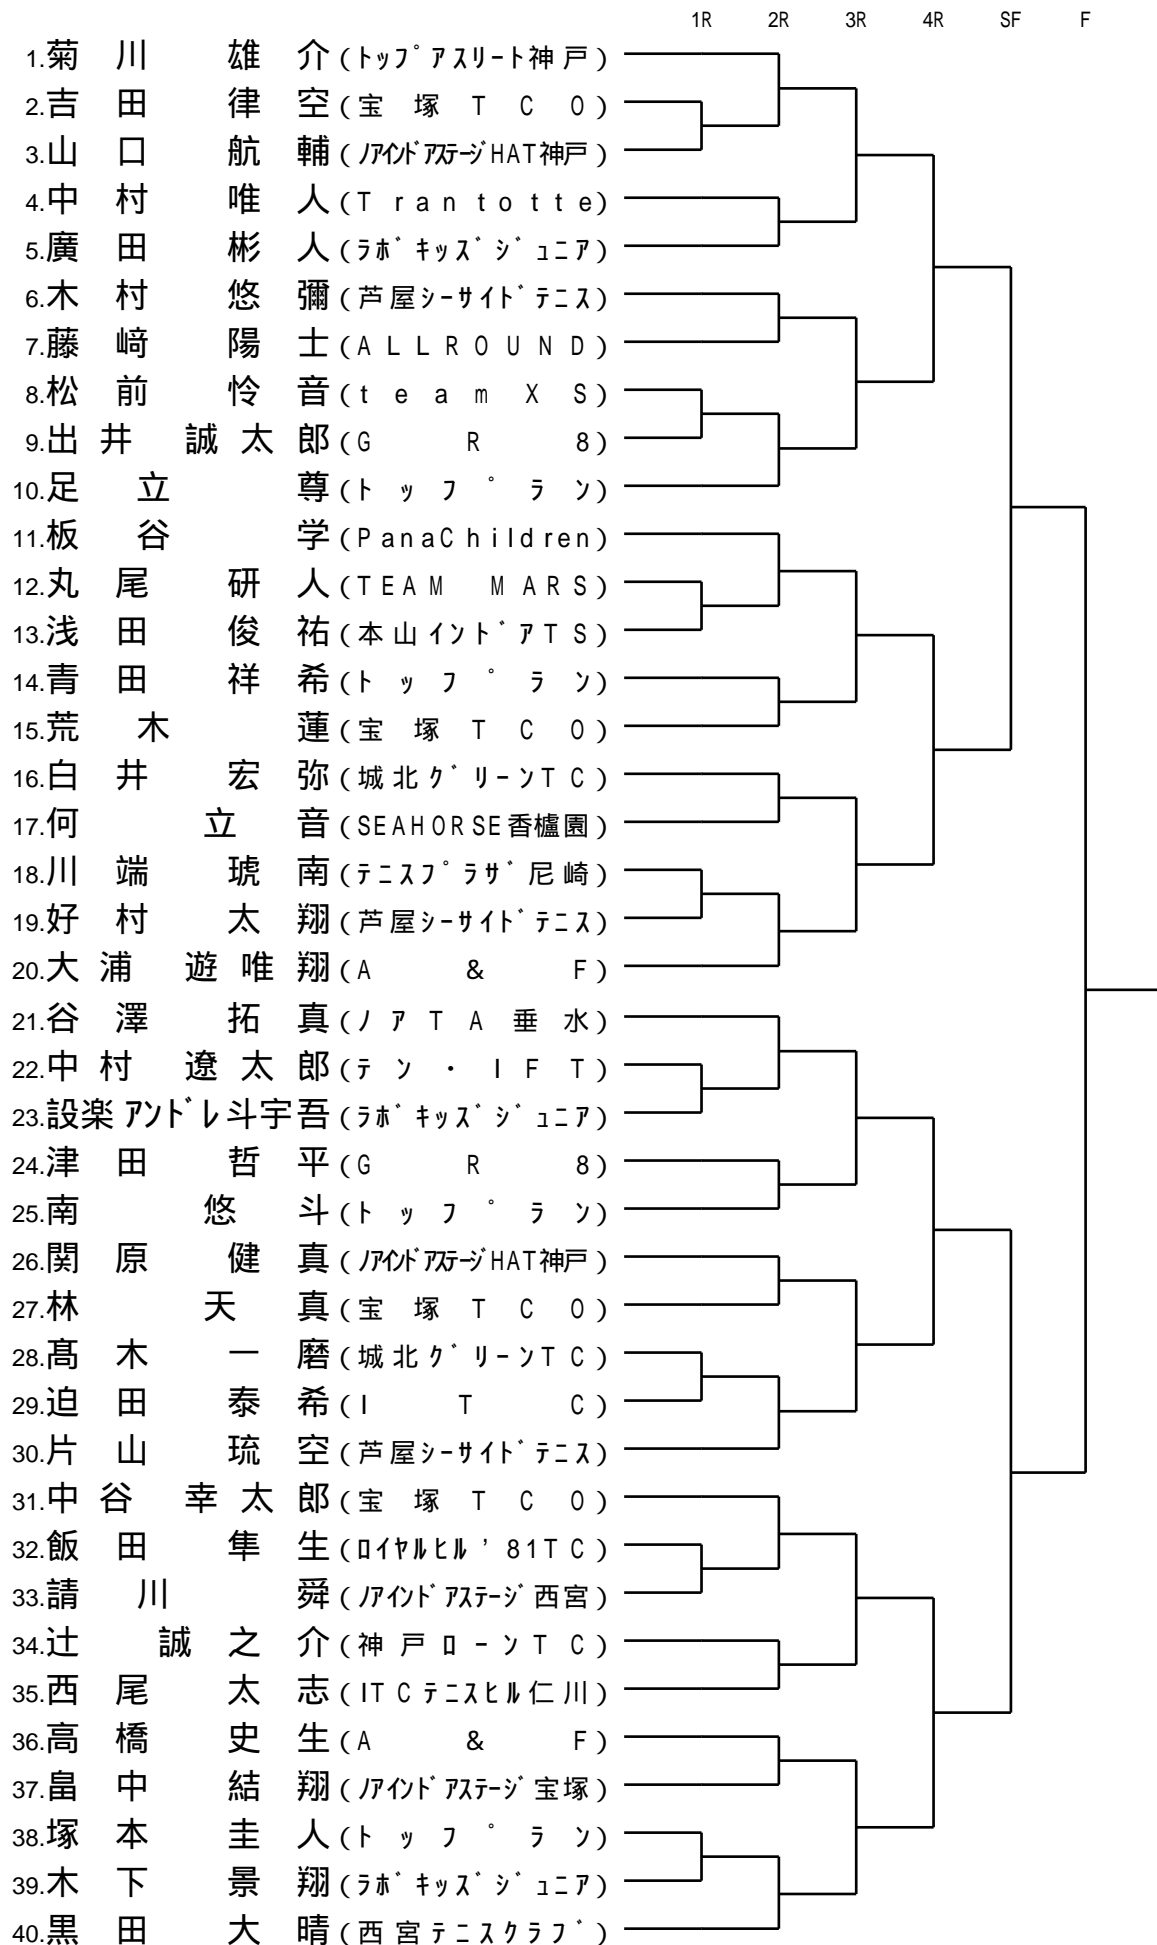 1R 2R 3R 4R SF F
1.菊川 雄介(トップアスリート神戸)
2.吉田 律空(宝塚TCO)
3.山口 航輔(ノアインドアステージHAT神戸)
4.中村 唯人(Trantotte)
5.廣田 彬人(ラボキッズジュニア)
6.木村 悠彌(芦屋シーサイドテニス)
7.藤﨑 陽士(ALLROUND)
8.松前 怜音(team XS)
9.出井 誠太郎(GR8)
10.足立 尊(トップラン)
11.板谷 学(PanaChildren)
12.丸尾 研人(TEAM MARS)
13.浅田 俊祐(本山インドアTS)
14.青田 祥希(トップラン)
15.荒木 蓮(宝塚TCO)
16.白井 宏弥(城北グリーンTC)
17.何 立音(SEAHORSE香櫨園)
18.川端 琥南(テニスプラザ尼崎)
19.好村 太翔(芦屋シーサイドテニス)
20.大浦 遊唯翔(A&F)
21.谷澤 拓真(ノアTA垂水)
22.中村 遼太郎(テン・IFT)
23.設楽 アンドレ斗宇吾(ラボキッズジュニア)
24.津田 哲平(GR8)
25.南 悠斗(トップラン)
26.関原 健真(ノアインドアステージHAT神戸)
27.林 天真(宝塚TCO)
28.髙木 一磨(城北グリーンTC)
29.迫田 泰希(ITC)
30.片山 琉空(芦屋シーサイドテニス)
31.中谷 幸太郎(宝塚TCO)
32.飯田 隼生(ロイヤルヒル'81TC)
33.請川 舜(ノアインドアステージ西宮)
34.辻 誠之介(神戸ローンTC)
35.西尾 太志(ITCテニスヒル仁川)
36.高橋 史生(A&F)
37.畠中 結翔(ノアインドアステージ宝塚)
38.塚本 圭人(トップラン)
39.木下 景翔(ラボキッズジュニア)
40.黒田 大晴(西宮テニスクラブ)